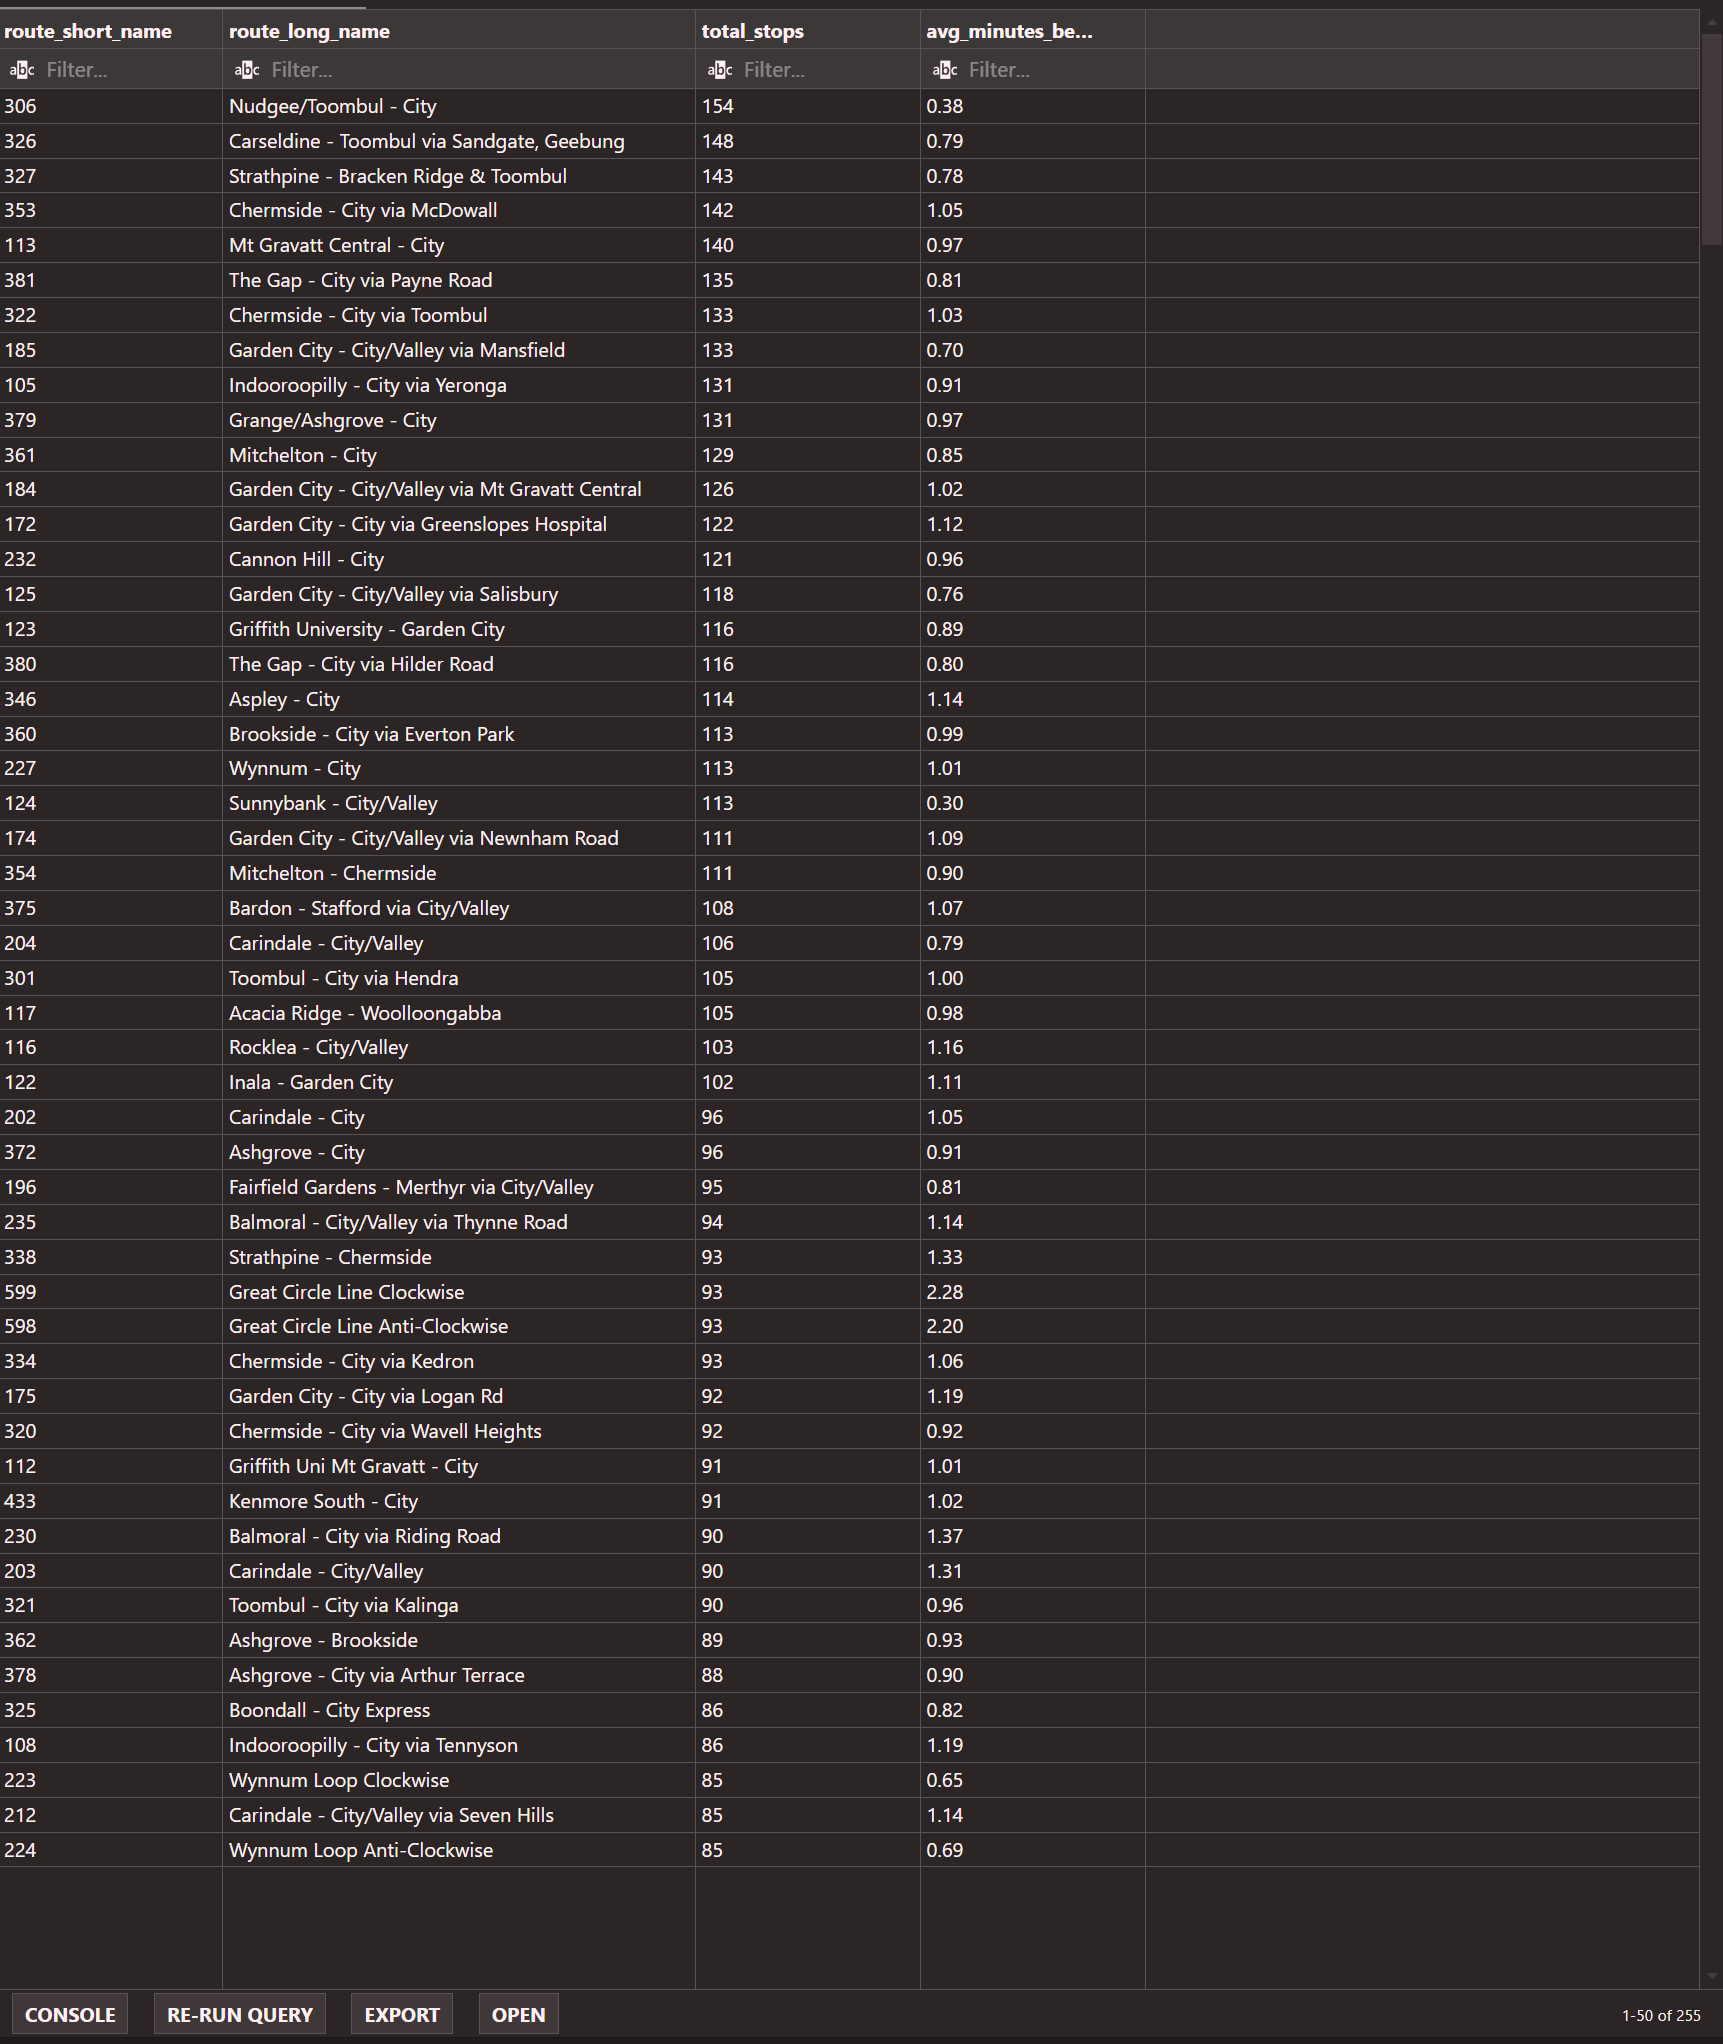 route_short_name route_long_name total_stops avg_minutes_be...
abc Filter... abc Filter... abc Filter... abc Filter...
306 Nudgee/Toombul - City 154 0.38
326 Carseldine - Toombul via Sandgate, Geebung 148 0.79
327 Strathpine - Bracken Ridge & Toombul 143 0.78
353 Chermside - City via McDowall 142 1.05
113 Mt Gravatt Central - City 140 0.97
381 The Gap - City via Payne Road 135 0.81
322 Chermside - City via Toombul 133 1.03
185 Garden City - City/Valley via Mansfield 133 0.70
105 Indooroopilly - City via Yeronga 131 0.91
379 Grange/Ashgrove - City 131 0.97
361 Mitchelton - City 129 0.85
184 Garden City - City/Valley via Mt Gravatt Central 126 1.02
172 Garden City - City via Greenslopes Hospital 122 1.12
232 Cannon Hill - City 121 0.96
125 Garden City - City/Valley via Salisbury 118 0.76
123 Griffith University - Garden City 116 0.89
380 The Gap - City via Hilder Road 116 0.80
346 Aspley - City 114 1.14
360 Brookside - City via Everton Park 113 0.99
227 Wynnum - City 113 1.01
124 Sunnybank - City/Valley 113 0.30
174 Garden City - City/Valley via Newnham Road 111 1.09
354 Mitchelton - Chermside 111 0.90
375 Bardon - Stafford via City/Valley 108 1.07
204 Carindale - City/Valley 106 0.79
301 Toombul - City via Hendra 105 1.00
117 Acacia Ridge - Woolloongabba 105 0.98
116 Rocklea - City/Valley 103 1.16
122 Inala - Garden City 102 1.11
202 Carindale - City 96 1.05
372 Ashgrove - City 96 0.91
196 Fairfield Gardens - Merthyr via City/Valley 95 0.81
235 Balmoral - City/Valley via Thynne Road 94 1.14
338 Strathpine - Chermside 93 1.33
599 Great Circle Line Clockwise 93 2.28
598 Great Circle Line Anti-Clockwise 93 2.20
334 Chermside - City via Kedron 93 1.06
175 Garden City - City via Logan Rd 92 1.19
320 Chermside - City via Wavell Heights 92 0.92
112 Griffith Uni Mt Gravatt - City 91 1.01
433 Kenmore South - City 91 1.02
230 Balmoral - City via Riding Road 90 1.37
203 Carindale - City/Valley 90 1.31
321 Toombul - City via Kalinga 90 0.96
362 Ashgrove - Brookside 89 0.93
378 Ashgrove - City via Arthur Terrace 88 0.90
325 Boondall - City Express 86 0.82
108 Indooroopilly - City via Tennyson 86 1.19
223 Wynnum Loop Clockwise 85 0.65
212 Carindale - City/Valley via Seven Hills 85 1.14
224 Wynnum Loop Anti-Clockwise 85 0.69
CONSOLE RE-RUN QUERY EXPORT OPEN 1-50 of 255